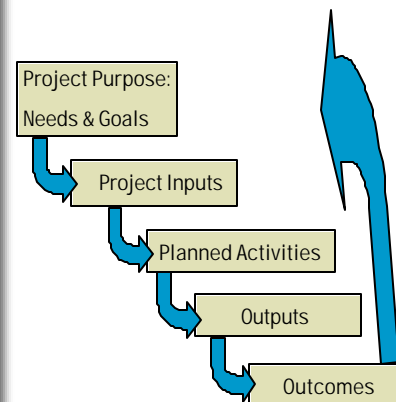 Project Purpose:
Needs & Goals
Project Inputs
Planned Activities
Outputs
Outcomes